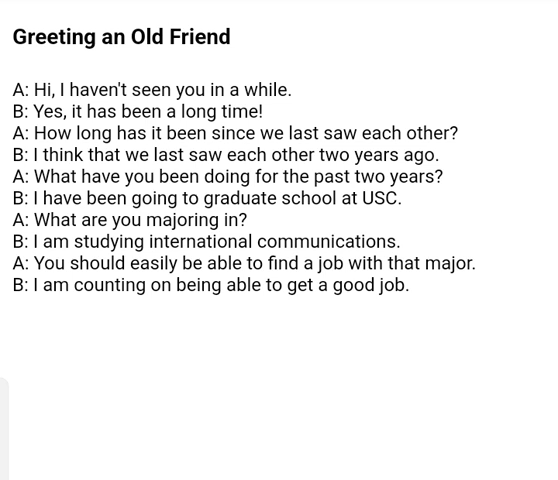 Greeting an Old Friend
A: Hi, I haven't seen you in a while.
B: Yes, it has been a long time!
A: How long has it been since we last saw each other?
B: I think that we last saw each other two years ago.
A: What have you been doing for the past two years?
B: I have been going to graduate school at USC.
A: What are you majoring in?
B: I am studying international communications.
A: You should easily be able to find a job with that major.
B: I am counting on being able to get a good job.